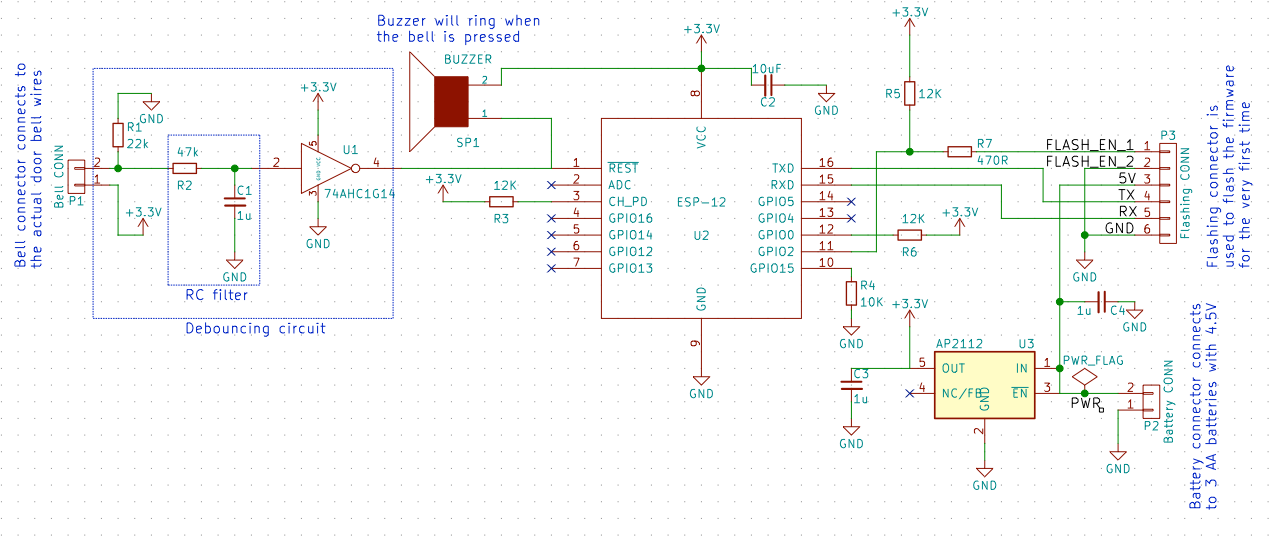 Buzzer will ring when
the bell is pressed
Bell connector connects to
the actual door bell wires
Bell CONN
P1
2
1
R1
22k
GND
+3.3V
47k
R2
C1
1u
GND
RC filter
Debouncing circuit
2
+3.3V
5
U1
GND-VCC
4
3
74AHC1G14
GND
BUZZER
2
1
SP1
+3.3V
12K
R3
+3.3V
8
10uF
C2
GND
VCC
1 REST
2 ADC
3 CH_PD
4 GPIO16
5 GPIO14
6 GPIO12
7 GPIO13
ESP-12
U2
TXD 16
RXD 15
GPIO5 14
GPIO4 13
GPIO0 12
GPIO2 11
GPIO15 10
GND
9
GND
+3.3V
R5 12K
R7
470R
12K
R6
+3.3V
R4
10K
GND
FLASH_EN_1 1
FLASH_EN_2 2
5V 3
TX 4
RX 5
GND 6
P3
Flashing CONN
GND
Flashing connector is
used to flash the firmware
for the very first time
1u C4
GND
+3.3V
C3
1u
GND
AP2112 U3
5 OUT
4 NC/FB
IN 1
EN 3
GND
2
GND
PWR_FLAG
PWR
2
1
P2
Battery CONN
GND
Battery connector connects
to 3 AA batteries with 4.5V